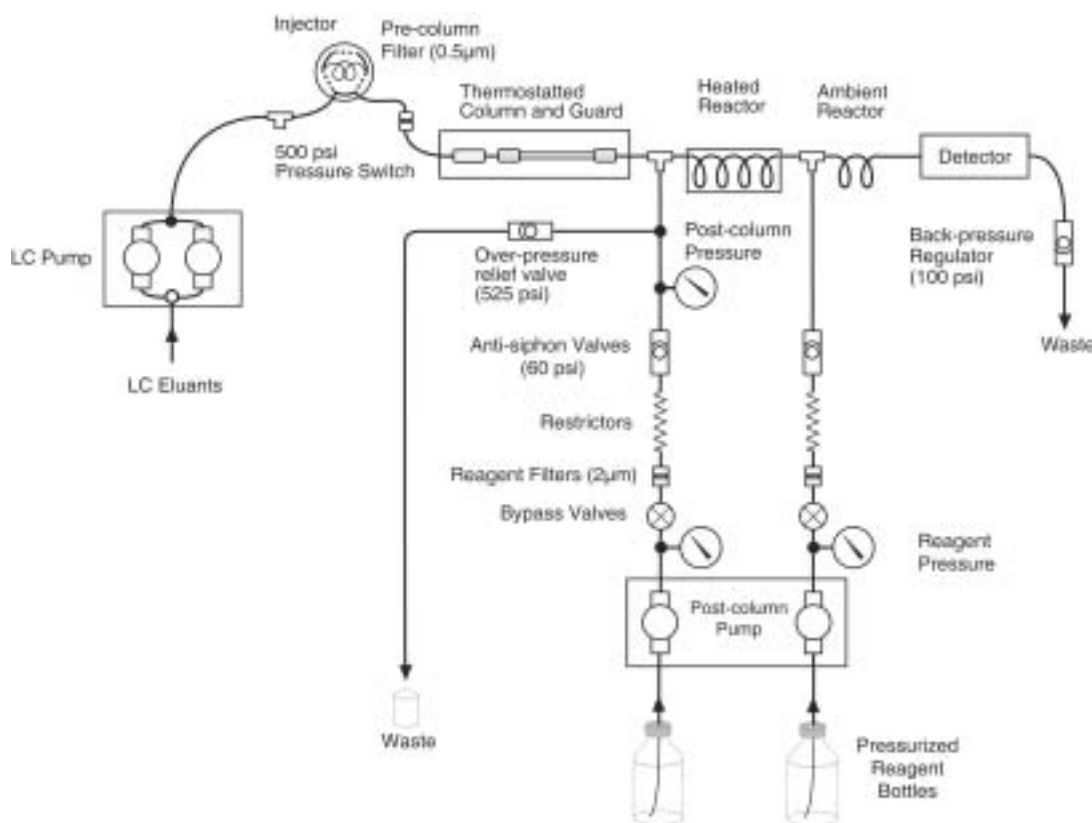 Injector
Pre-column
Filter (0.5µm)
Thermostatted
Column and Guard
Heated
Reactor
Ambient
Reactor
500 psi
Pressure Switch
Detector
LC Pump
Over-pressure
relief valve
(525 psi)
Post-column
Pressure
Back-pressure
Regulator
(100 psi)
Waste
LC Eluants
Anti-siphon Valves
(60 psi)
Restrictors
Reagent Filters (2µm)
Bypass Valves
Reagent
Pressure
Post-column
Pump
Waste
Pressurized
Reagent
Bottles